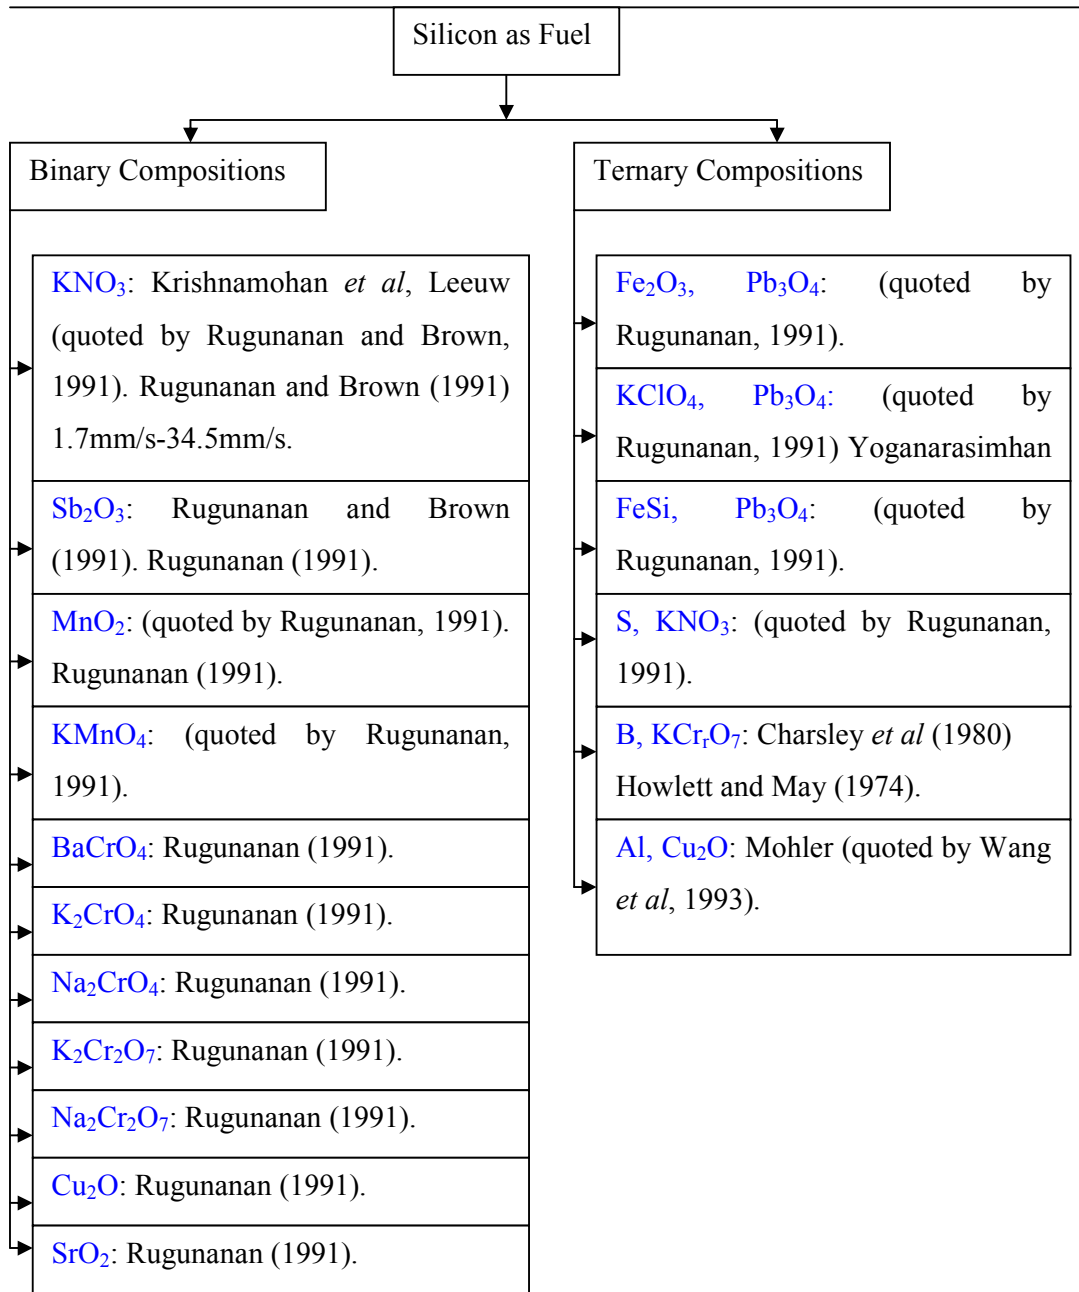 Silicon as Fuel
Binary Compositions
KNO₃: Krishnamohan et al, Leeuw
(quoted by Rugunanan and Brown,
1991). Rugunanan and Brown (1991)
1.7mm/s-34.5mm/s.
Sb₂O₃: Rugunanan and Brown
(1991). Rugunanan (1991).
MnO₂: (quoted by Rugunanan, 1991).
Rugunanan (1991).
KMnO₄: (quoted by Rugunanan,
1991).
BaCrO₄: Rugunanan (1991).
K₂CrO₄: Rugunanan (1991).
Na₂CrO₄: Rugunanan (1991).
K₂Cr₂O₇: Rugunanan (1991).
Na₂Cr₂O₇: Rugunanan (1991).
Cu₂O: Rugunanan (1991).
SrO₂: Rugunanan (1991).
Ternary Compositions
Fe₂O₃, Pb₃O₄: (quoted by
Rugunanan, 1991).
KClO₄, Pb₃O₄: (quoted by
Rugunanan, 1991) Yoganarasimhan
FeSi, Pb₃O₄: (quoted by
Rugunanan, 1991).
S, KNO₃: (quoted by Rugunanan,
1991).
B, KCrᵣO₇: Charsley et al (1980)
Howlett and May (1974).
Al, Cu₂O: Mohler (quoted by Wang
et al, 1993).